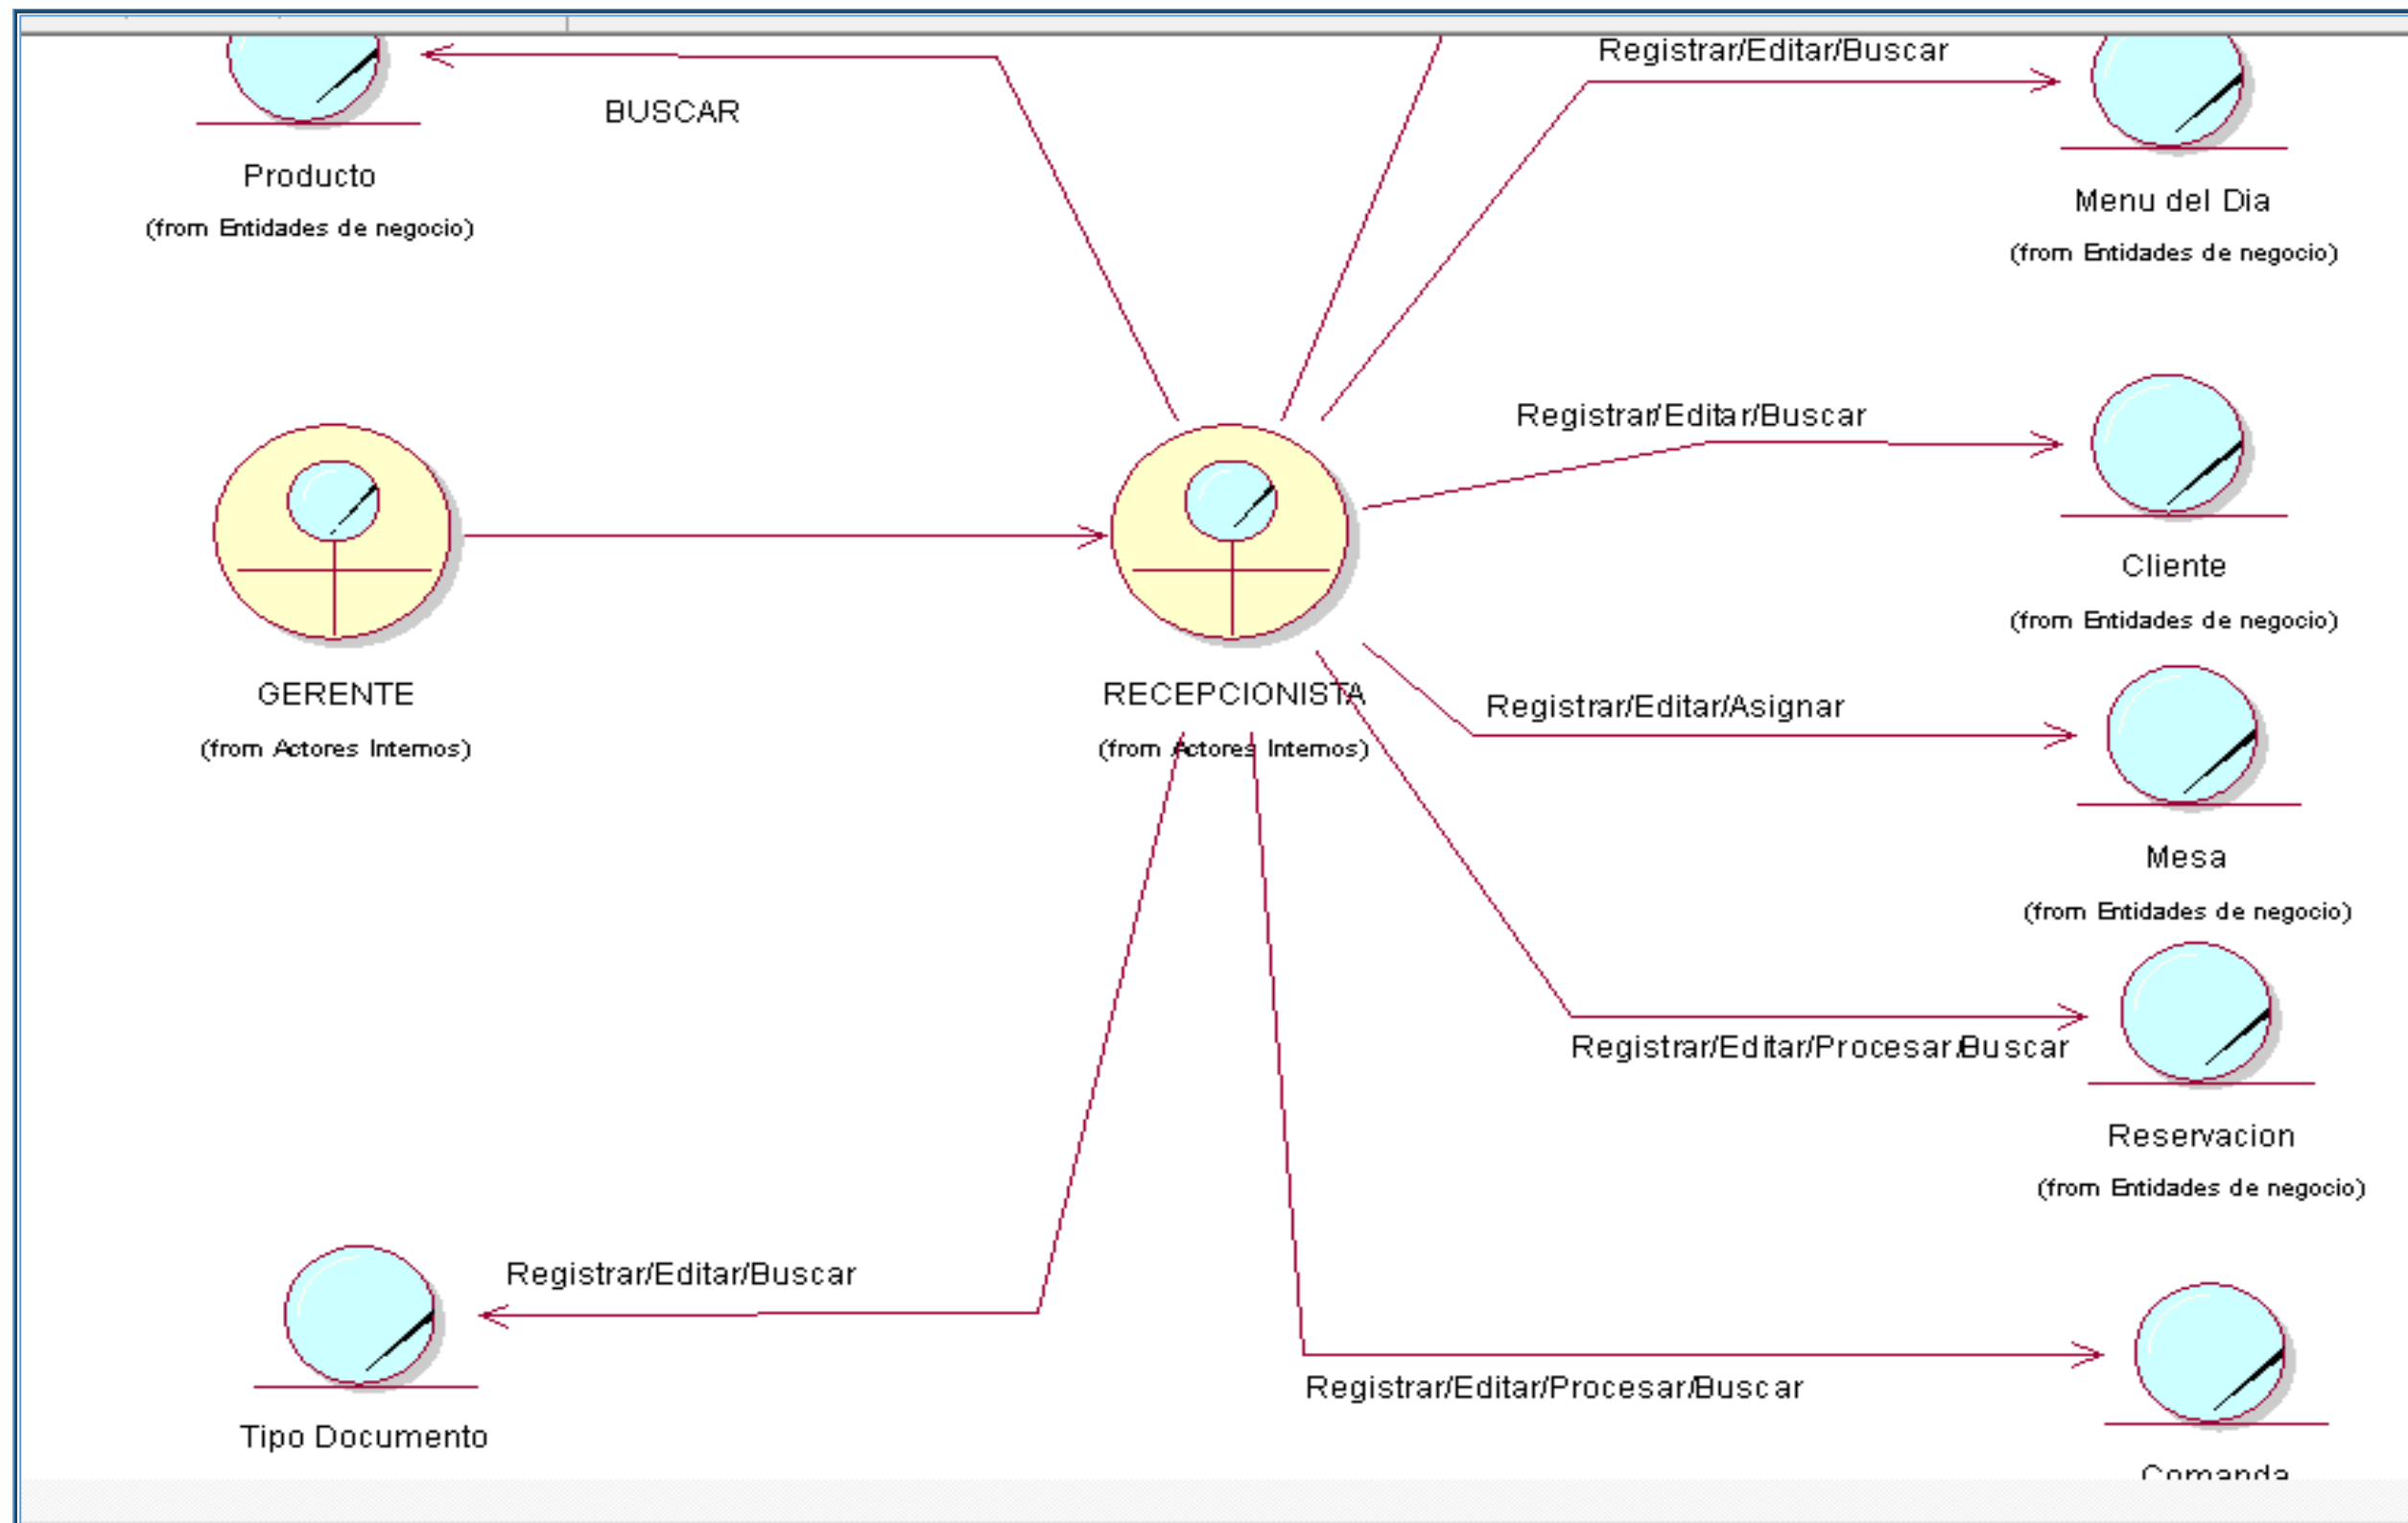 Registrar/Editar/Buscar
BUSCAR
Producto
(from Entidades de negocio)
Menu del Dia
(from Entidades de negocio)
Registrar/Editar/Buscar
Cliente
(from Entidades de negocio)
GERENTE
(from Actores Internos)
RECEPCIONISTA
(from Actores Internos)
Registrar/Editar/Asignar
Mesa
(from Entidades de negocio)
Registrar/Editar/Procesar/Buscar
Reservacion
(from Entidades de negocio)
Registrar/Editar/Buscar
Tipo Documento
Registrar/Editar/Procesar/Buscar
Comanda